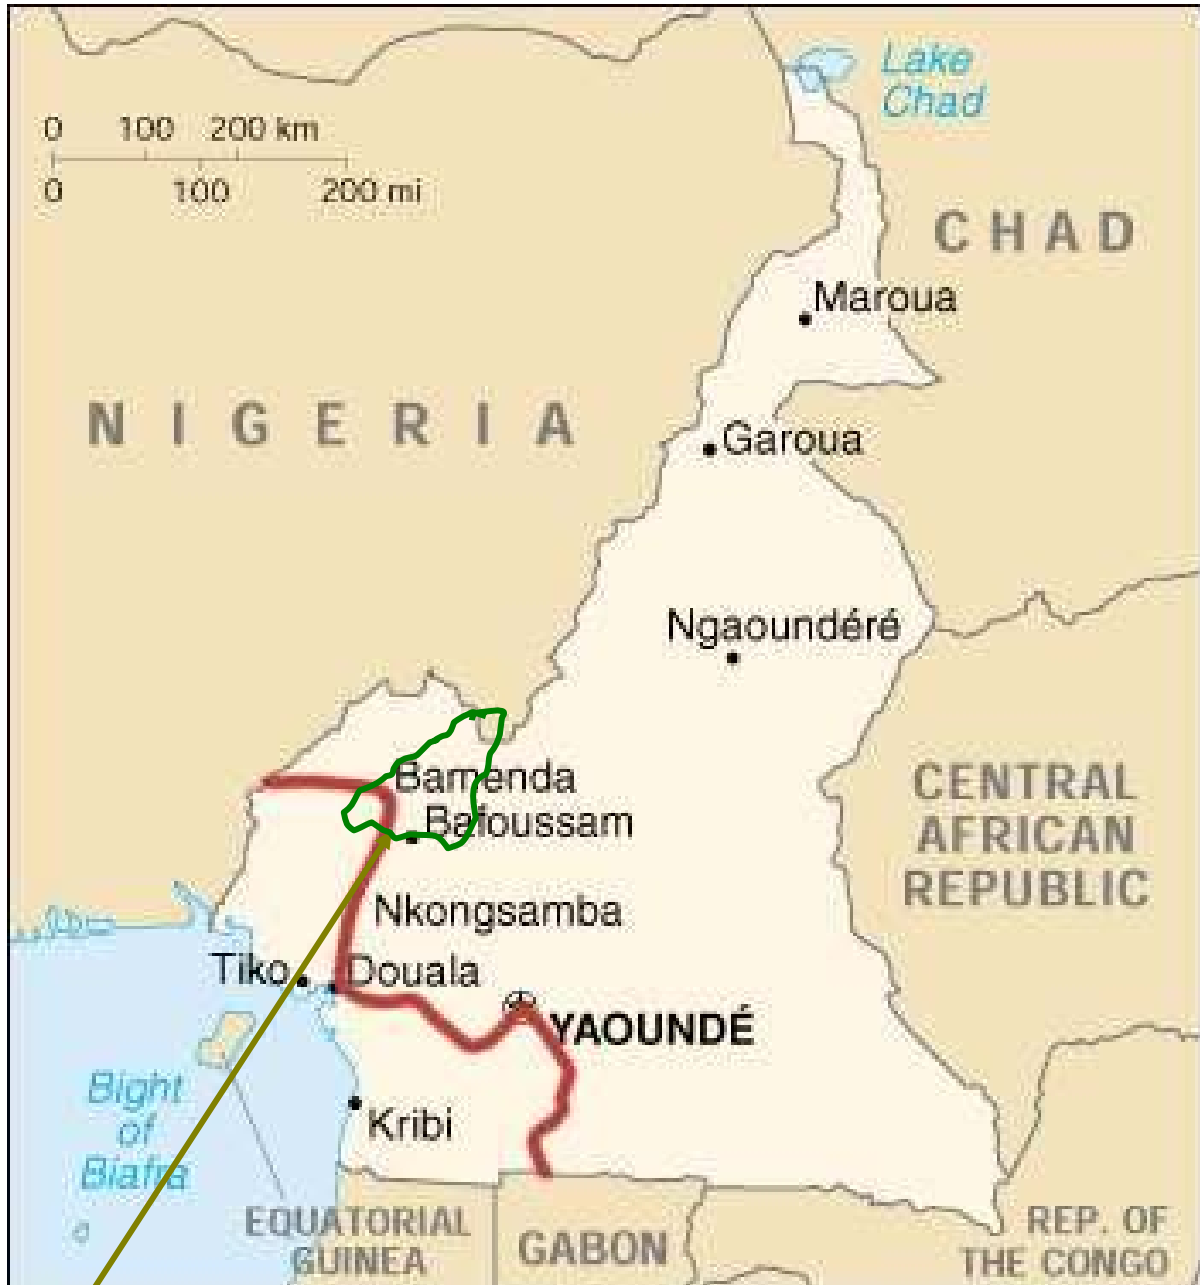 Lake
Chad
0 100 200 km
0 100 200 mi
CHAD
Maroua
NIGERIA
Garoua
Ngaoundéré
Bamenda
Bafoussam
CENTRAL
AFRICAN
REPUBLIC
Nkongsamba
Tiko
Douala
YAOUNDÉ
Bight
of
Biafra
Kribi
EQUATORIAL
GUINEA
GABON
REP. OF
THE CONGO